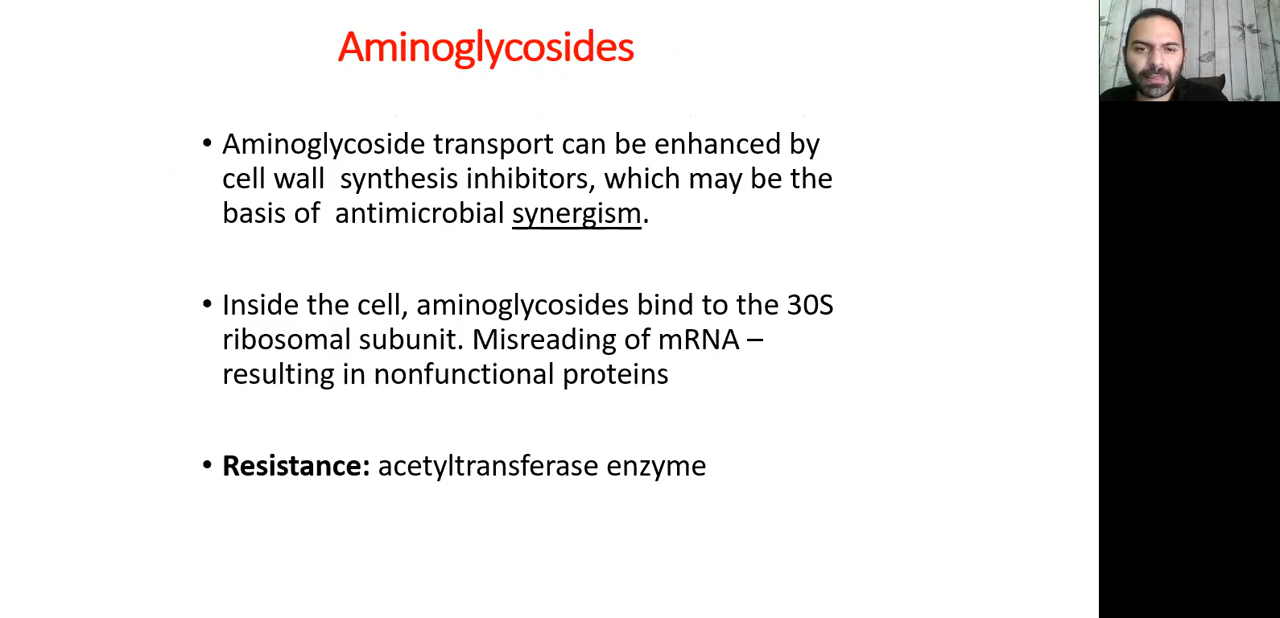 Aminoglycosides
• Aminoglycoside transport can be enhanced by
cell wall synthesis inhibitors, which may be the
basis of antimicrobial synergism.
• Inside the cell, aminoglycosides bind to the 30S
ribosomal subunit. Misreading of mRNA –
resulting in nonfunctional proteins
• Resistance: acetyltransferase enzyme